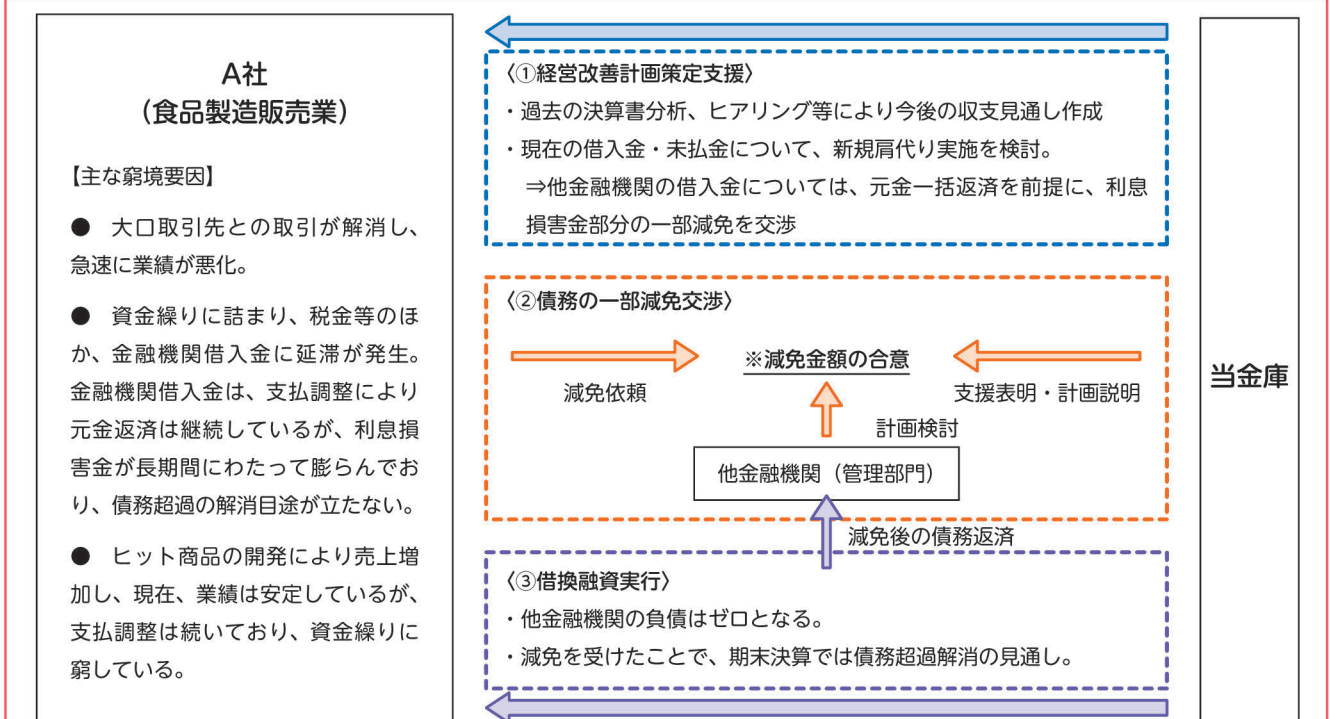 A社
（食品製造販売業）
【主な窮境要因】
●　大口取引先との取引が解消し、
急速に業績が悪化。
●　資金繰りに詰まり、税金等のほ
か、金融機関借入金に延滞が発生。
金融機関借入金は、支払調整により
元金返済は継続しているが、利息損
害金が長期間にわたって膨らんでお
り、債務超過の解消目途が立たない。
●　ヒット商品の開発により売上増
加し、現在、業績は安定しているが、
支払調整は続いており、資金繰りに
窮している。
〈①経営改善計画策定支援〉
・過去の決算書分析、ヒアリング等により今後の収支見通し作成
・現在の借入金・未払金について、新規肩代り実施を検討。
⇒他金融機関の借入金については、元金一括返済を前提に、利息
損害金部分の一部減免を交渉
〈②債務の一部減免交渉〉
※減免金額の合意
減免依頼
支援表明・計画説明
計画検討
他金融機関（管理部門）
減免後の債務返済
〈③借換融資実行〉
・他金融機関の負債はゼロとなる。
・減免を受けたことで、期末決算では債務超過解消の見通し。
当金庫